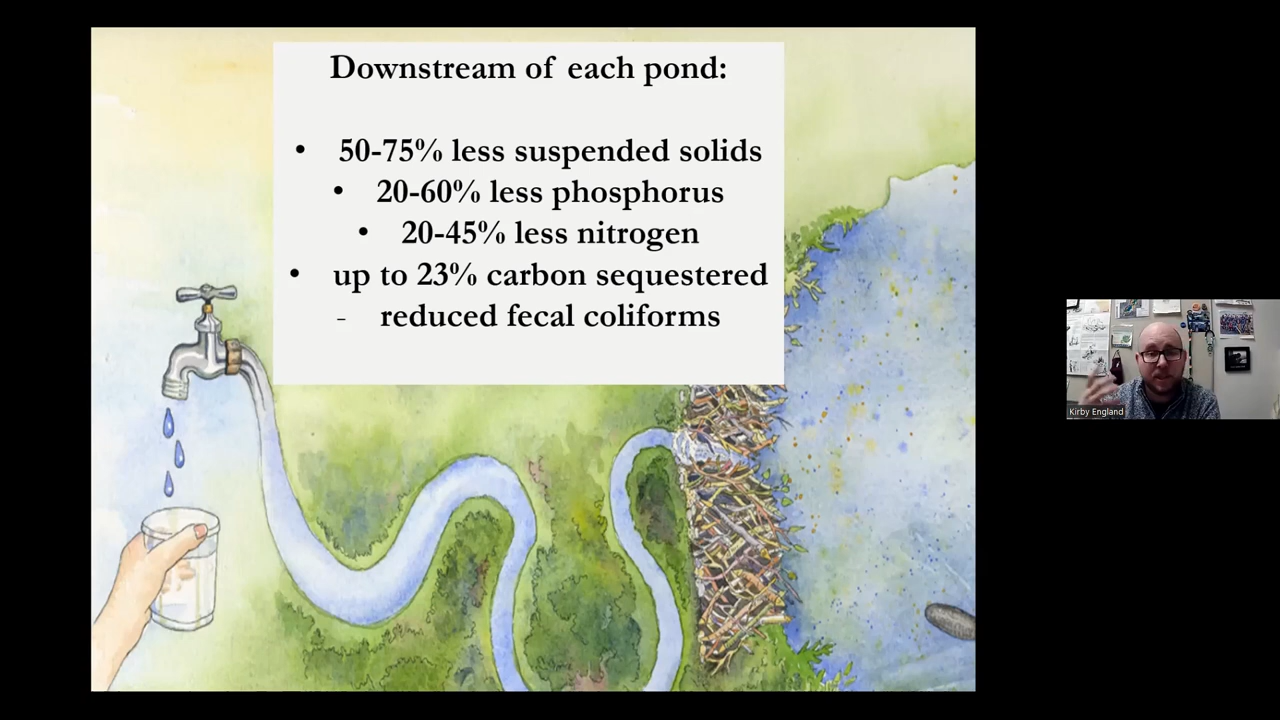 Downstream of each pond:
• 50-75% less suspended solids
• 20-60% less phosphorus
• 20-45% less nitrogen
• up to 23% carbon sequestered
- reduced fecal coliforms
Kirby England